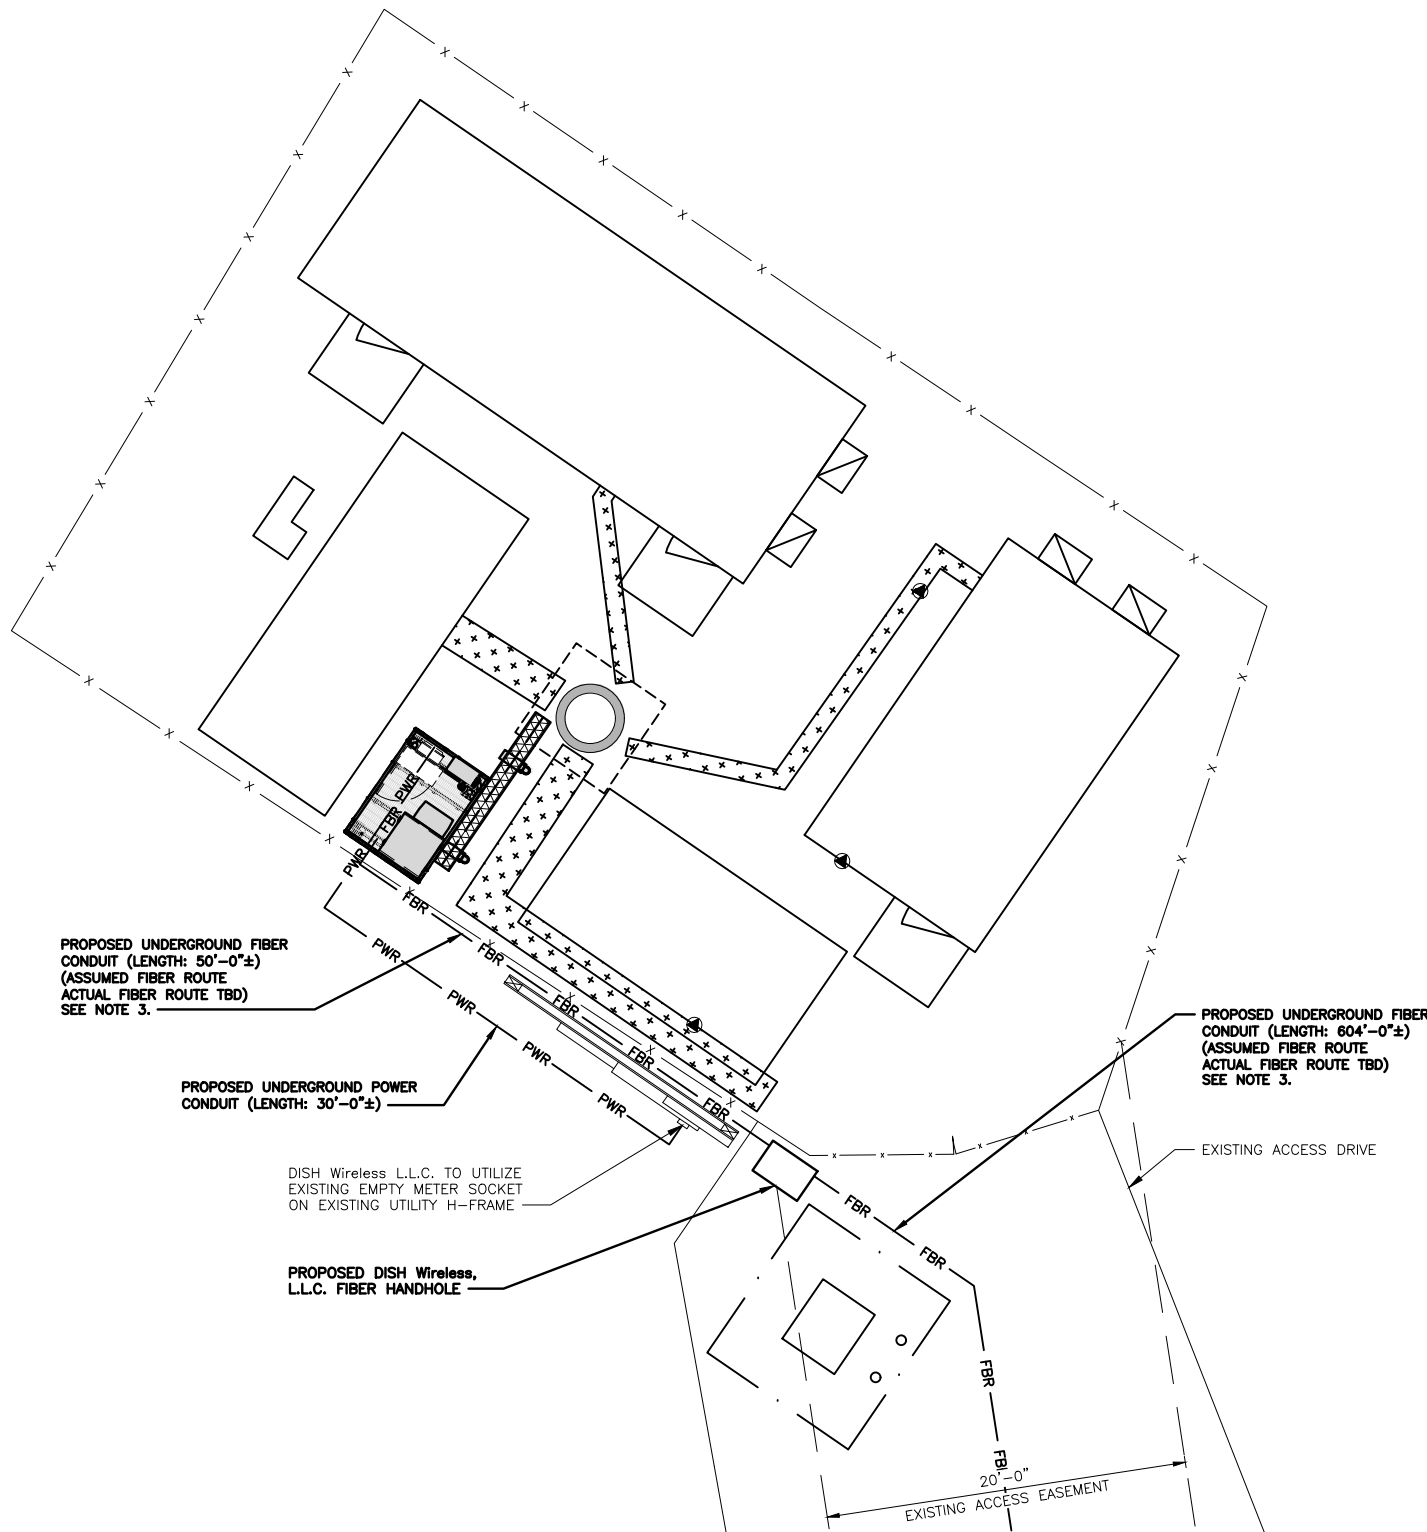 PWR
FBR
PWR
FBR
PROPOSED UNDERGROUND FIBER
CONDUIT (LENGTH: 50'-0"±)
(ASSUMED FIBER ROUTE
ACTUAL FIBER ROUTE TBD)
SEE NOTE 3.
PWR
FBR
PWR
FBR
PWR
FBR
PWR
FBR
PROPOSED UNDERGROUND POWER
CONDUIT (LENGTH: 30'-0"±)
PROPOSED UNDERGROUND FIBER
CONDUIT (LENGTH: 604'-0"±)
(ASSUMED FIBER ROUTE
ACTUAL FIBER ROUTE TBD)
SEE NOTE 3.
EXISTING ACCESS DRIVE
DISH Wireless L.L.C. TO UTILIZE
EXISTING EMPTY METER SOCKET
ON EXISTING UTILITY H-FRAME
PROPOSED DISH Wireless,
L.L.C. FIBER HANDHOLE
FBR
FBR
FBR
FBR
20'-0"
EXISTING ACCESS EASEMENT